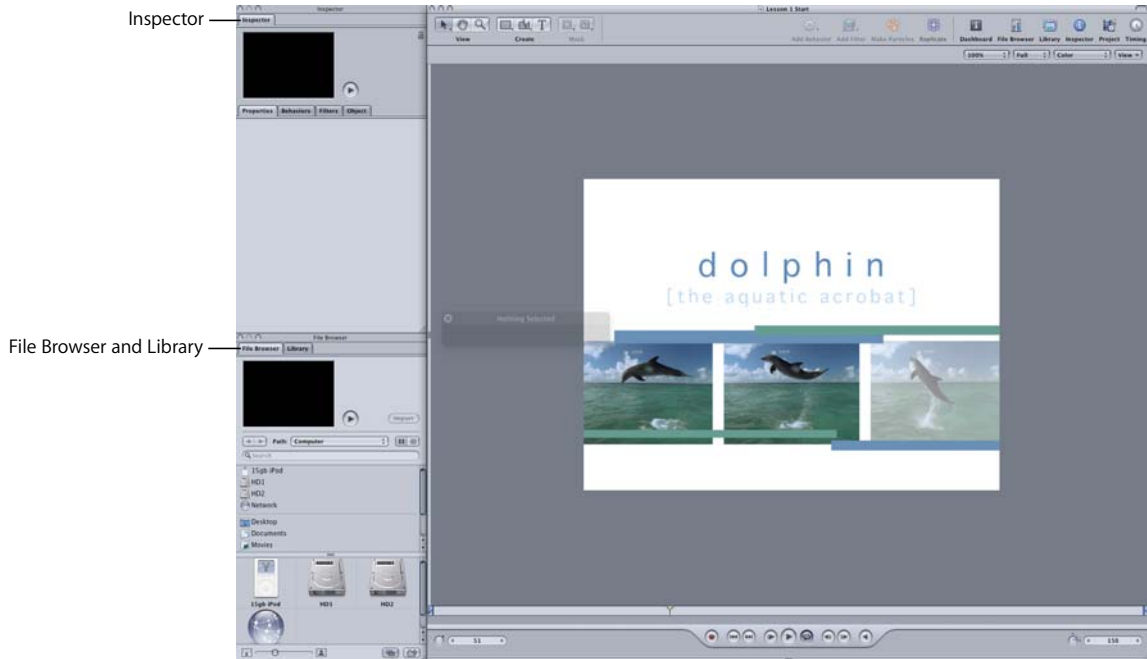 Inspector
File Browser and Library
Inspector
Inspector
Properties Behaviors Filters Object
File Browser
File Browser Library
Import
Path: Computer
Search
15gb iPod
HD1
HD2
Network
Desktop
Documents
Movies
15gb iPod HD1 HD2
Lesson 1 Start
View Create Mask Add Behavior Add Filter Make Particles Replicate Dashboard File Browser Library Inspector Project Timing
T
100% Full Color View
Nothing Selected
dolphin
[the aquatic acrobat]
51
150